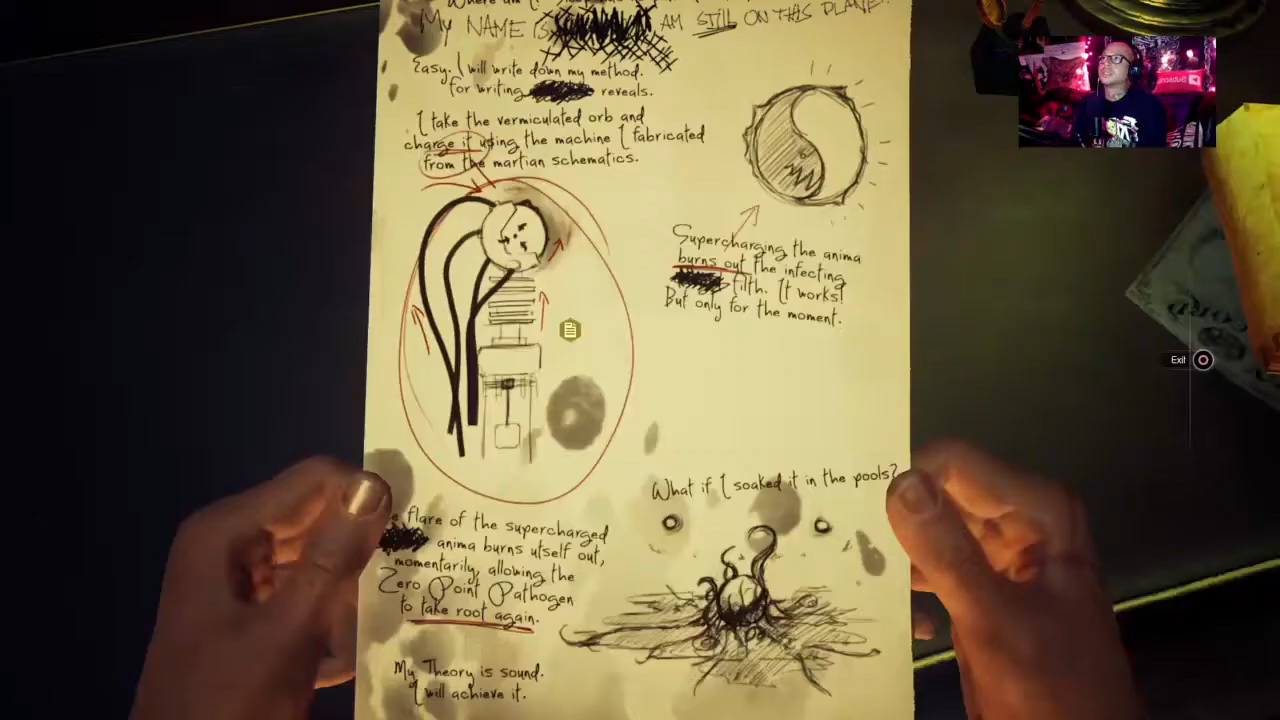 MY NAME IS AM STILL ON THIS PLANE!
Easy. I will write down my method.
for writing reveals.
I take the vermiculated orb and
charge it using the machine I fabricated
from the martian schematics.
Supercharging the anima
burns out the infecting
filth. It works!
But only for the moment.
Exit
What if I soaked it in the pools?
flare of the supercharged
anima burns utself out,
momentarily, allowing the
Zero Point Pathogen
to take root again.
My Theory is sound.
I will achieve it.